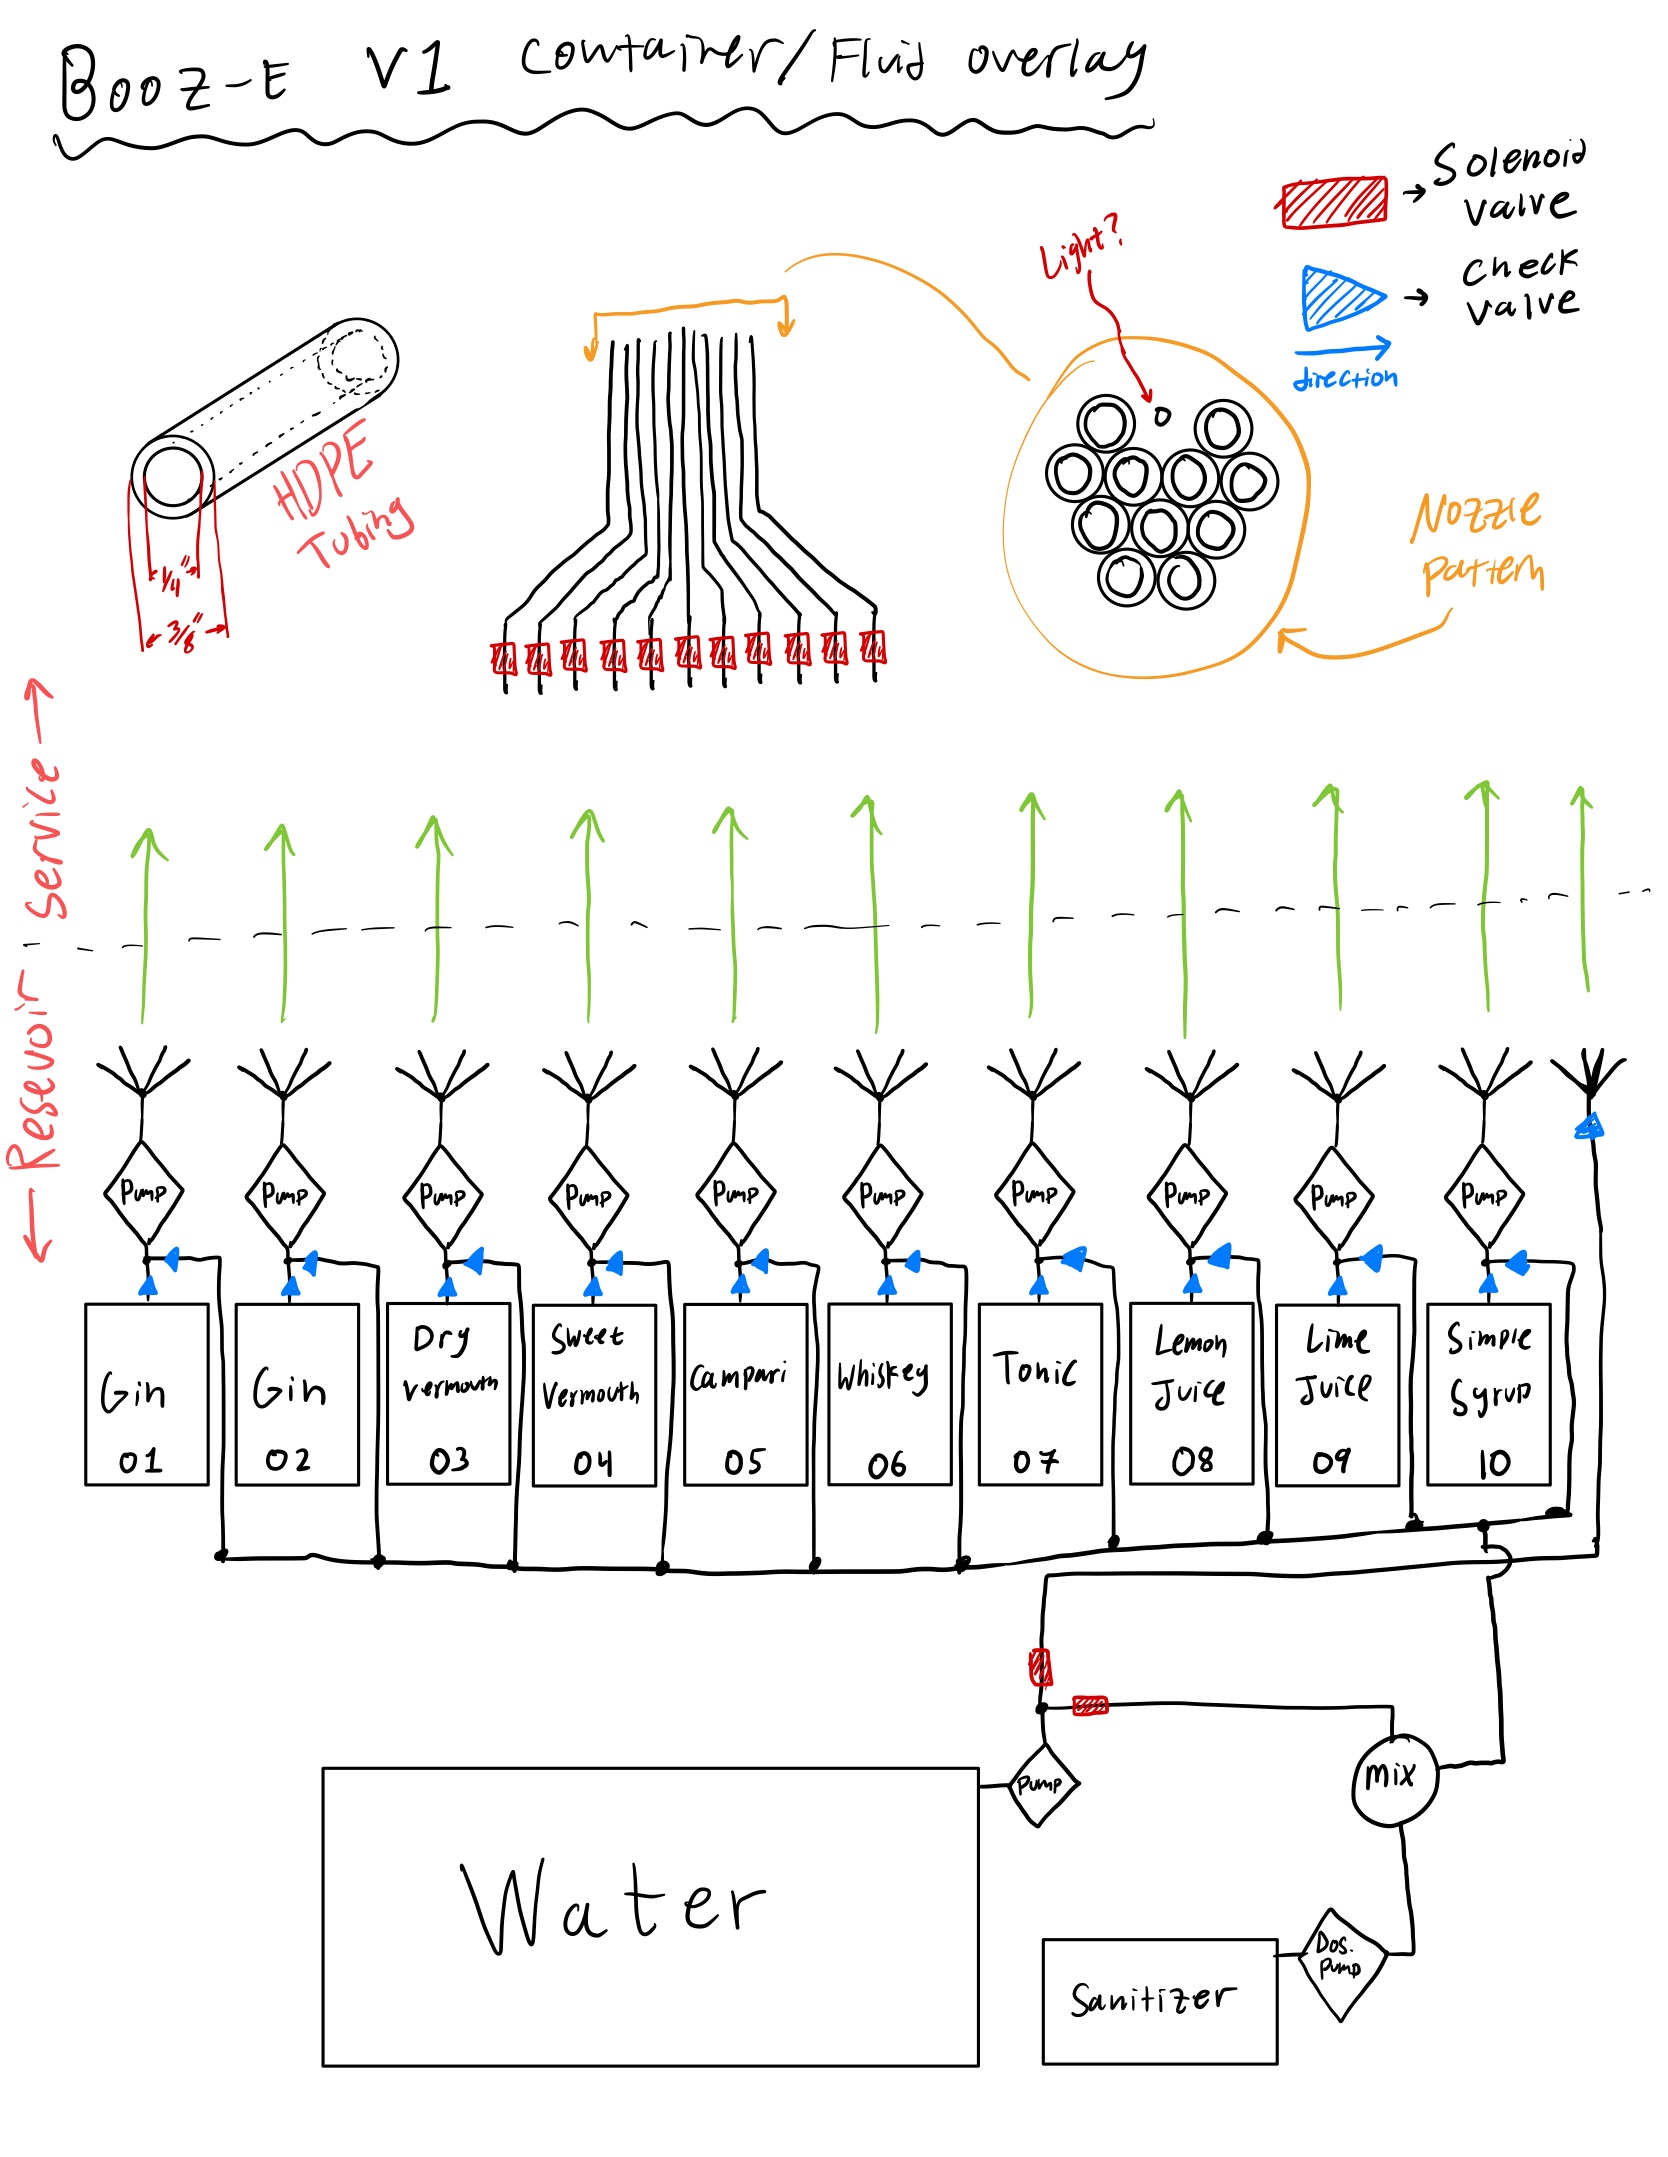 Booz-E V1 Container/Fluid overlay
Solenoid
valve
check
valve
direction
Light?
HDPE
Tubing
1/4"
3/8"
Nozzle
pattern
← Resevoir Service →
Pump Pump Pump Pump Pump Pump Pump Pump Pump Pump
Gin
01
Gin
02
Dry
Vermouth
03
Sweet
Vermouth
04
Campari
05
Whiskey
06
Tonic
07
Lemon
Juice
08
Lime
Juice
09
Simple
Syrup
10
Pump
mix
Water
Dos.
Pump
Sanitizer